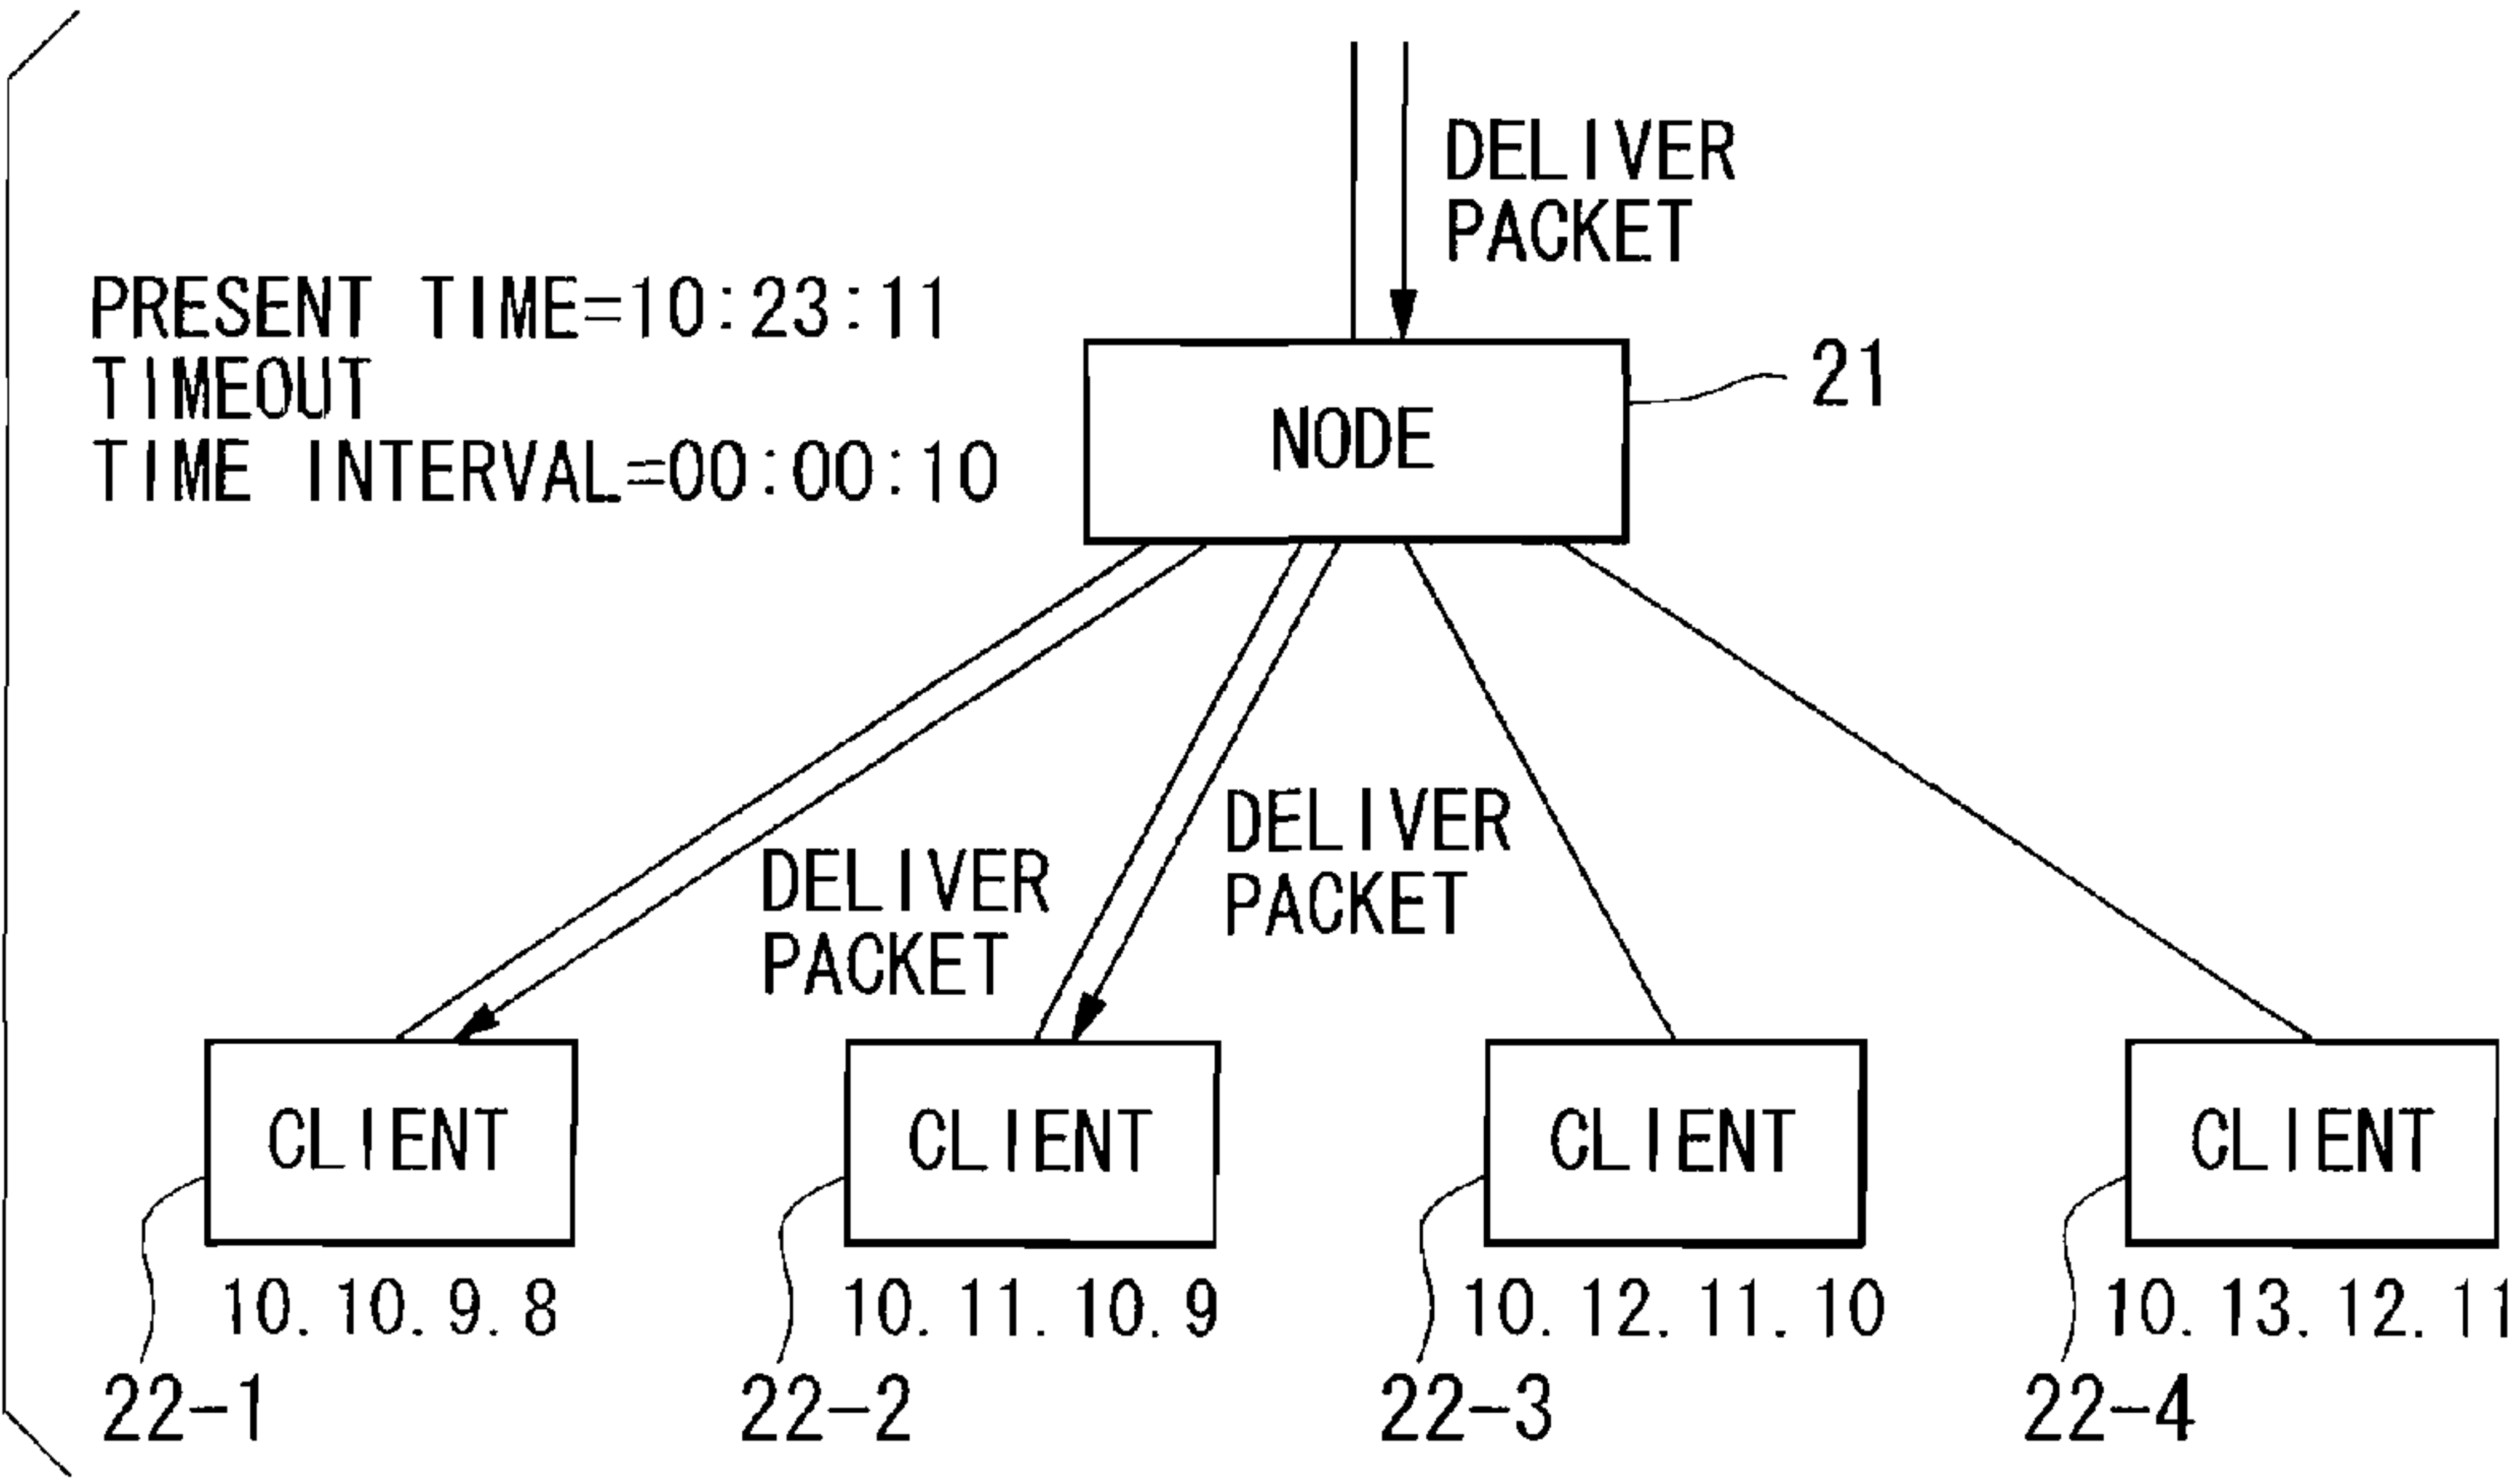 DELIVER
PACKET
PRESENT TIME=10:23:11
TIMEOUT
TIME INTERVAL=00:00:10
NODE
21
DELIVER
PACKET
DELIVER
PACKET
CLIENT
CLIENT
CLIENT
CLIENT
10. 10. 9. 8
10. 11. 10. 9
10. 12. 11. 10
10. 13. 12. 11
22-1
22-2
22-3
22-4